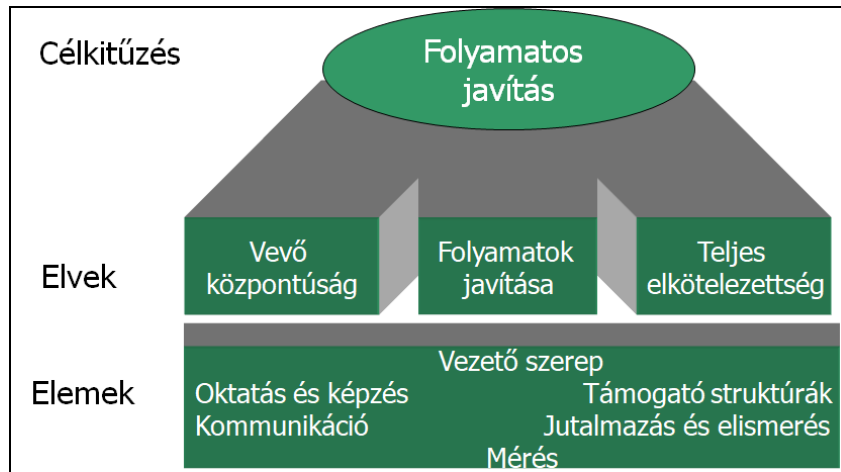 Célkitűzés
Folyamatos
javítás
Elvek
Vevő
központúság
Folyamatok
javítása
Teljes
elkötelezettség
Elemek
Vezető szerep
Oktatás és képzés
Támogató struktúrák
Kommunikáció
Jutalmazás és elismerés
Mérés